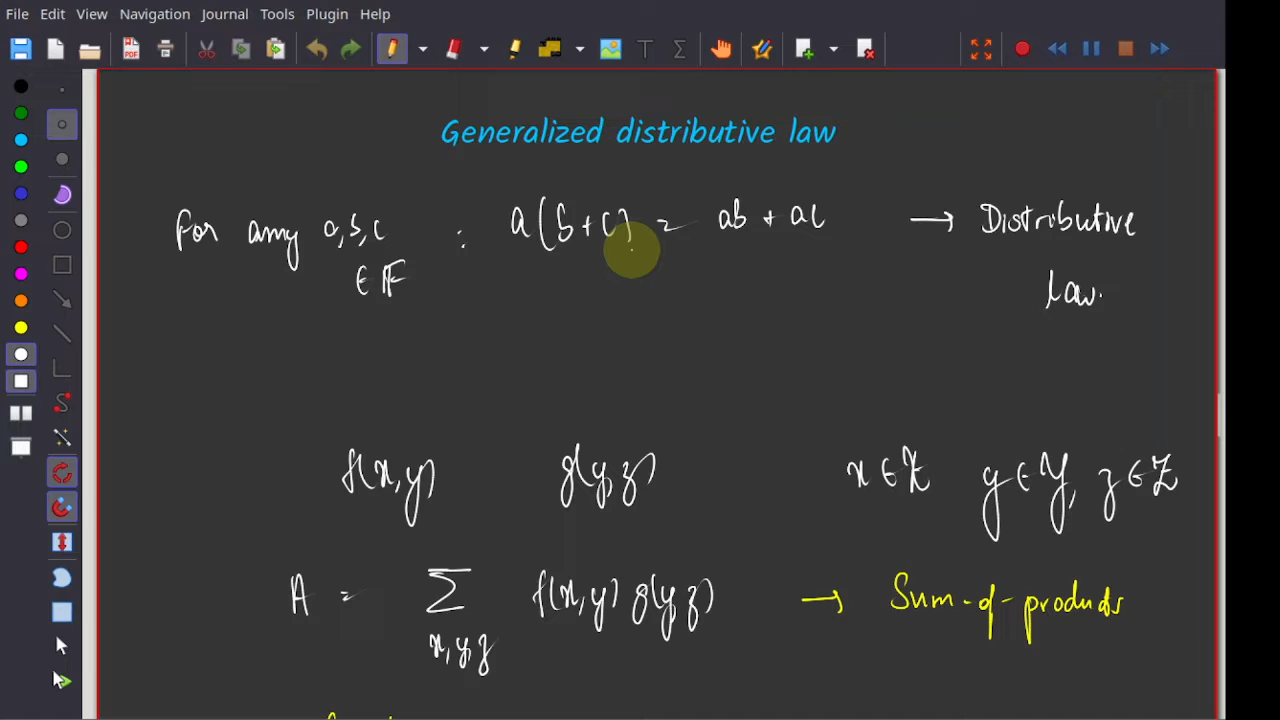 File Edit View Navigation Journal Tools Plugin Help
Generalized distributive law
For any a,b,c : a(b+c) = ab + ac → Distributive
∈ F law.
f(x,y) g(y,z) x ∈ X y ∈ Y, z ∈ Z
A = Σ f(x,y) g(y,z) → Sum-of-products
x,y,z